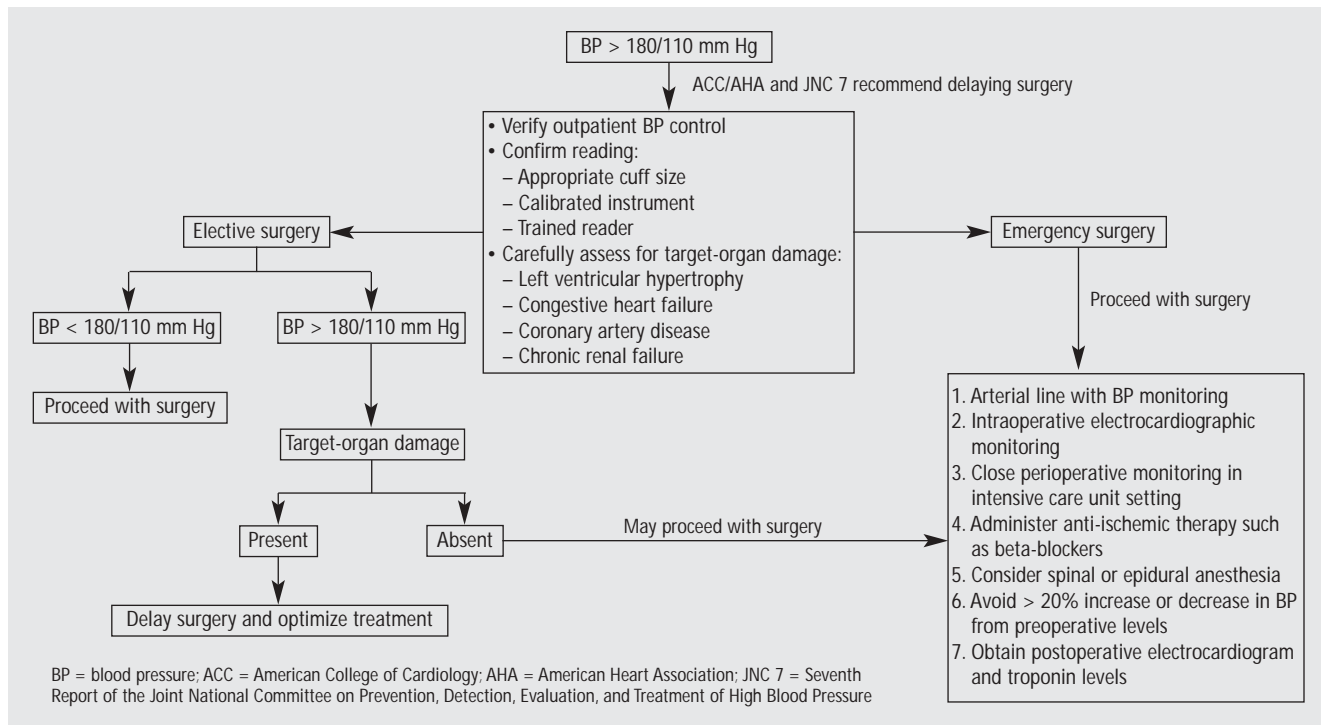 BP > 180/110 mm Hg
ACC/AHA and JNC 7 recommend delaying surgery
• Verify outpatient BP control
• Confirm reading:
– Appropriate cuff size
– Calibrated instrument
– Trained reader
• Carefully assess for target-organ damage:
– Left ventricular hypertrophy
– Congestive heart failure
– Coronary artery disease
– Chronic renal failure
Elective surgery
BP < 180/110 mm Hg
BP > 180/110 mm Hg
Proceed with surgery
Target-organ damage
Present
Absent
Delay surgery and optimize treatment
May proceed with surgery
Emergency surgery
Proceed with surgery
1. Arterial line with BP monitoring
2. Intraoperative electrocardiographic
monitoring
3. Close perioperative monitoring in
intensive care unit setting
4. Administer anti-ischemic therapy such
as beta-blockers
5. Consider spinal or epidural anesthesia
6. Avoid > 20% increase or decrease in BP
from preoperative levels
7. Obtain postoperative electrocardiogram
and troponin levels
BP = blood pressure; ACC = American College of Cardiology; AHA = American Heart Association; JNC 7 = Seventh
Report of the Joint National Committee on Prevention, Detection, Evaluation, and Treatment of High Blood Pressure